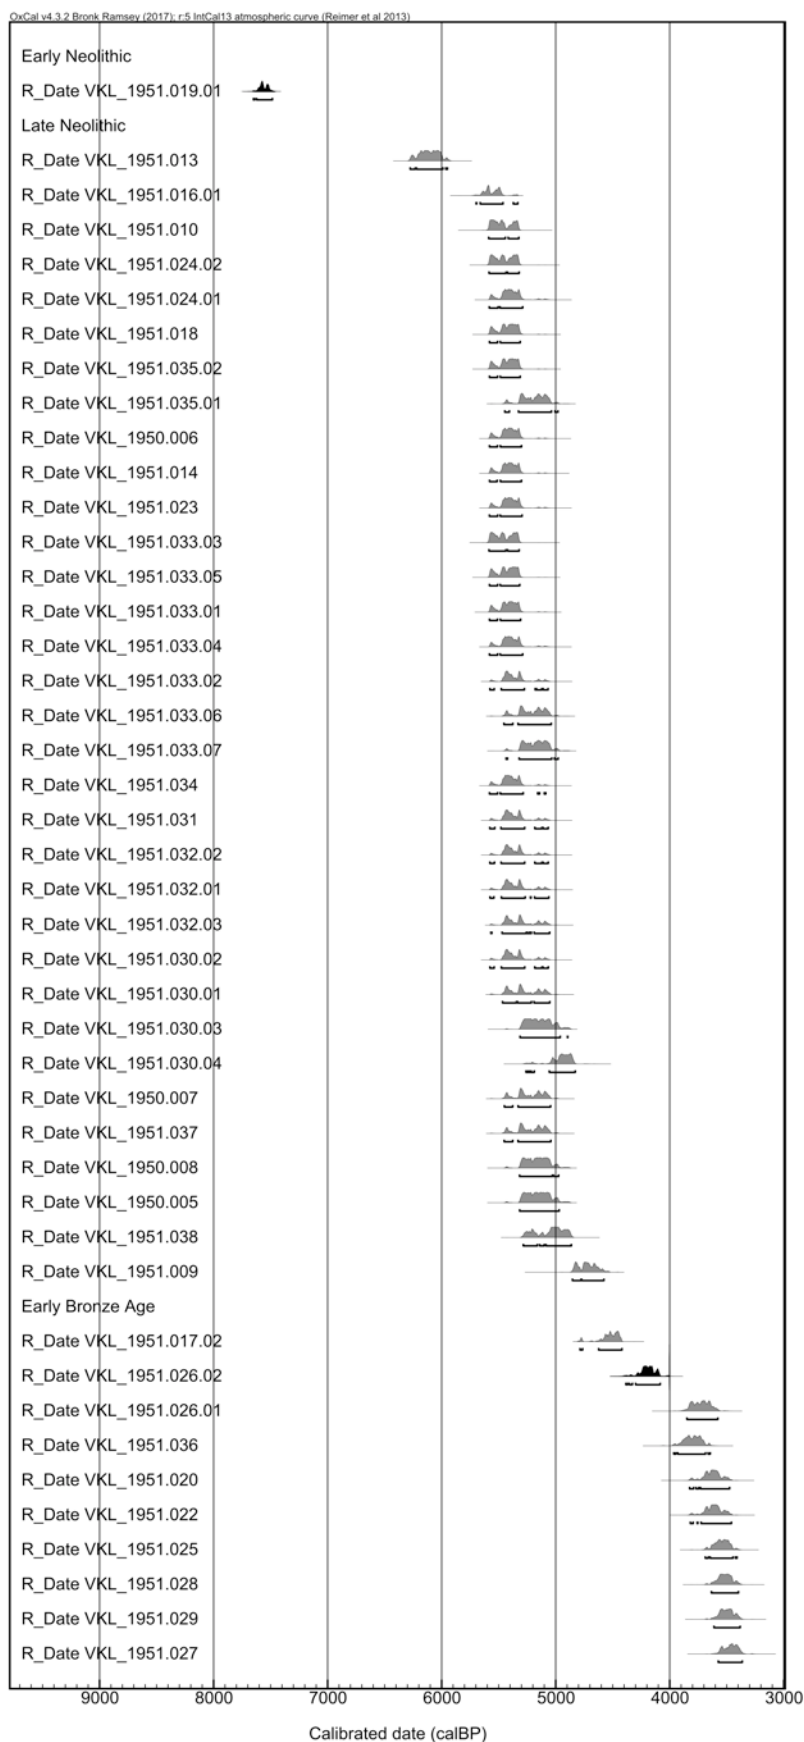 OxCal v4.3.2 Bronk Ramsey (2017); r:5 IntCal13 atmospheric curve (Reimer et al 2013)
Early Neolithic
R_Date VKL_1951.019.01
Late Neolithic
R_Date VKL_1951.013
R_Date VKL_1951.016.01
R_Date VKL_1951.010
R_Date VKL_1951.024.02
R_Date VKL_1951.024.01
R_Date VKL_1951.018
R_Date VKL_1951.035.02
R_Date VKL_1951.035.01
R_Date VKL_1950.006
R_Date VKL_1951.014
R_Date VKL_1951.023
R_Date VKL_1951.033.03
R_Date VKL_1951.033.05
R_Date VKL_1951.033.01
R_Date VKL_1951.033.04
R_Date VKL_1951.033.02
R_Date VKL_1951.033.06
R_Date VKL_1951.033.07
R_Date VKL_1951.034
R_Date VKL_1951.031
R_Date VKL_1951.032.02
R_Date VKL_1951.032.01
R_Date VKL_1951.032.03
R_Date VKL_1951.030.02
R_Date VKL_1951.030.01
R_Date VKL_1951.030.03
R_Date VKL_1951.030.04
R_Date VKL_1950.007
R_Date VKL_1951.037
R_Date VKL_1950.008
R_Date VKL_1950.005
R_Date VKL_1951.038
R_Date VKL_1951.009
Early Bronze Age
R_Date VKL_1951.017.02
R_Date VKL_1951.026.02
R_Date VKL_1951.026.01
R_Date VKL_1951.036
R_Date VKL_1951.020
R_Date VKL_1951.022
R_Date VKL_1951.025
R_Date VKL_1951.028
R_Date VKL_1951.029
R_Date VKL_1951.027
9000 8000 7000 6000 5000 4000 3000
Calibrated date (calBP)